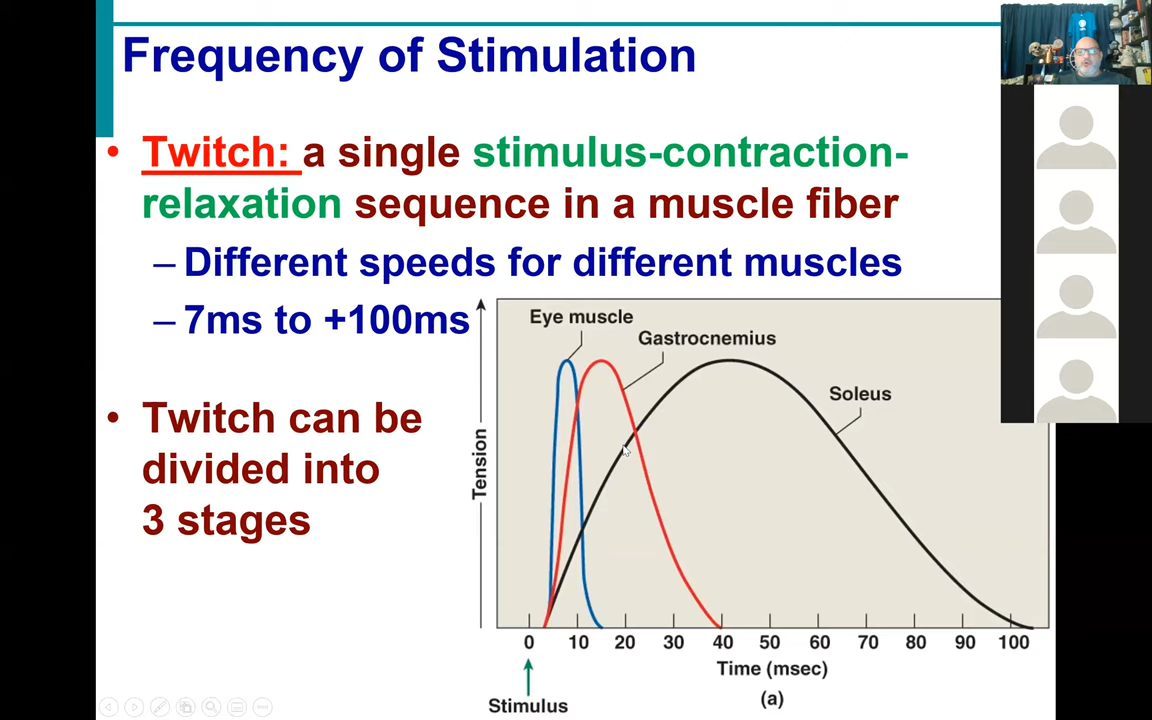 Frequency of Stimulation
• Twitch: a single stimulus-contraction-
relaxation sequence in a muscle fiber
– Different speeds for different muscles
– 7ms to +100ms
• Twitch can be
divided into
3 stages
Eye muscle
Gastrocnemius
Soleus
Tension
0 10 20 30 40 50 60 70 80 90 100
Time (msec)
Stimulus
(a)